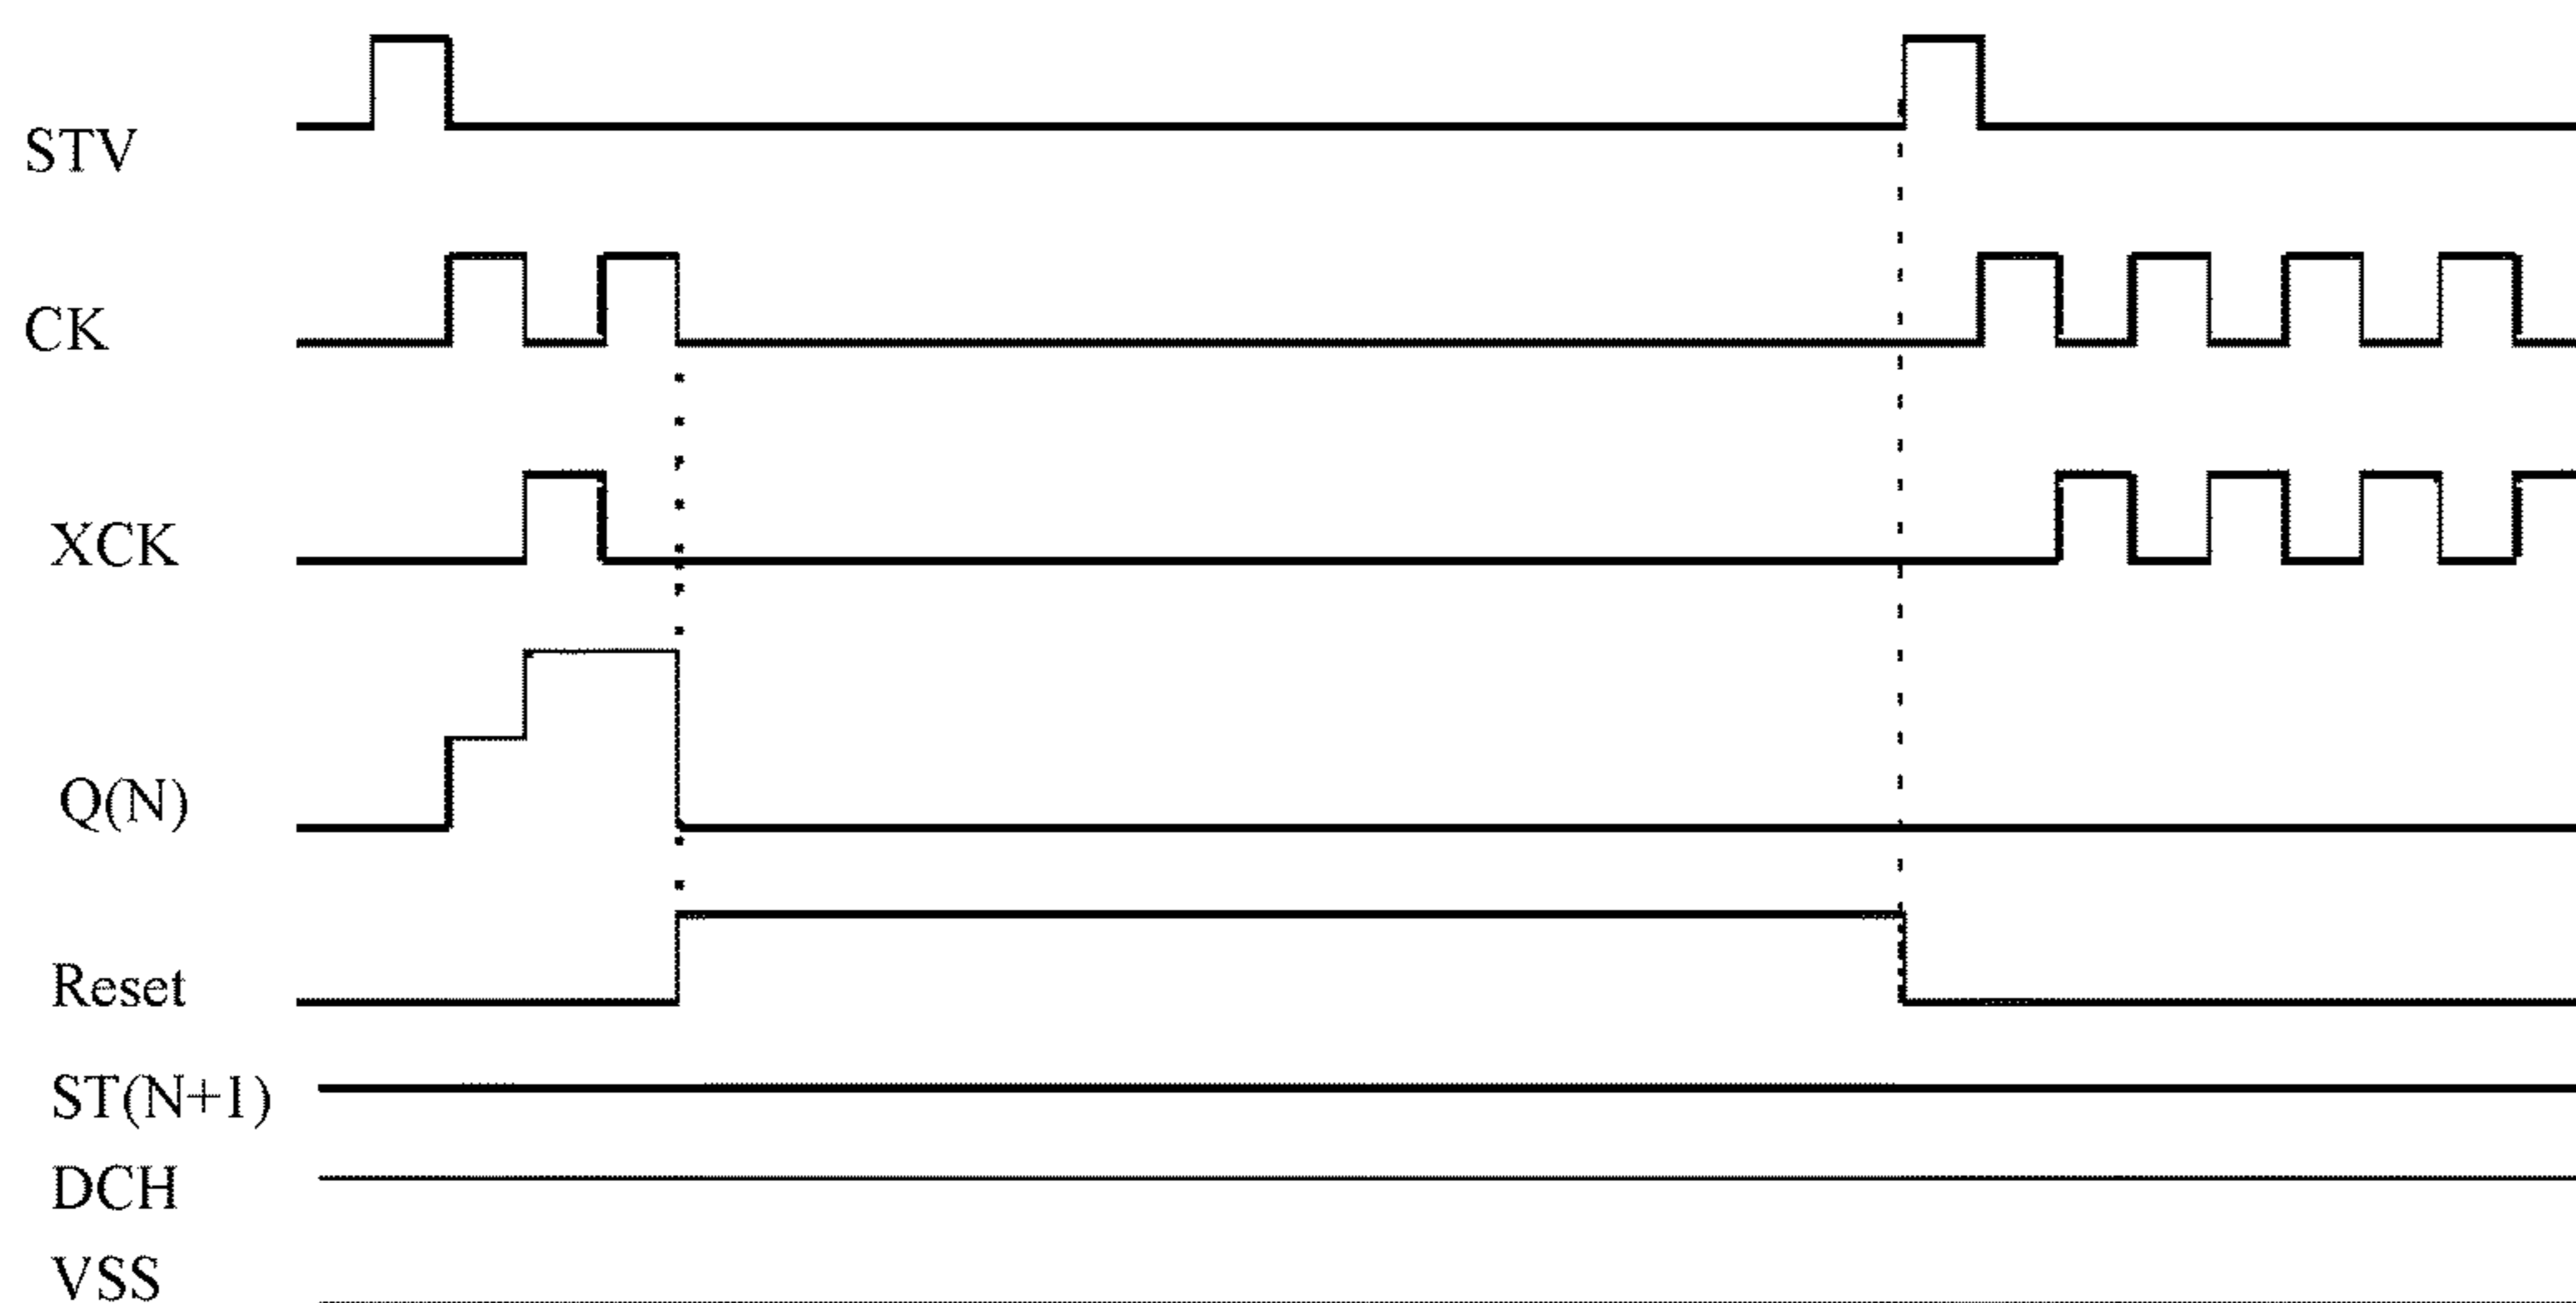 STV
CK
XCK
Q(N)
Reset
ST(N+1)
DCH
VSS